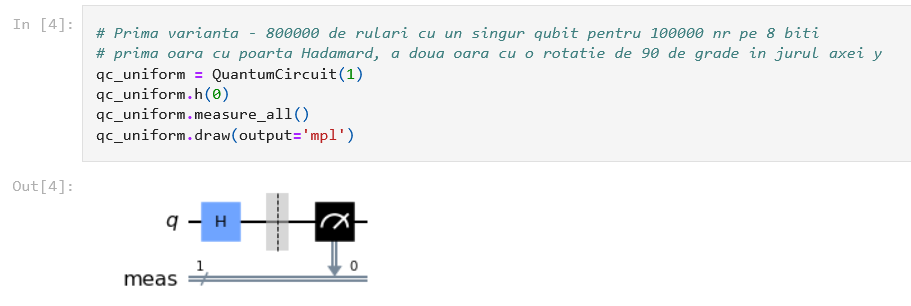 In [4]:
# Prima varianta - 800000 de rulari cu un singur qubit pentru 100000 nr pe 8 biti
# prima oara cu poarta Hadamard, a doua oara cu o rotatie de 90 de grade in jurul axei y
qc_uniform = QuantumCircuit(1)
qc_uniform.h(0)
qc_uniform.measure_all()
qc_uniform.draw(output='mpl')
Out[4]:
q H
1 0
meas